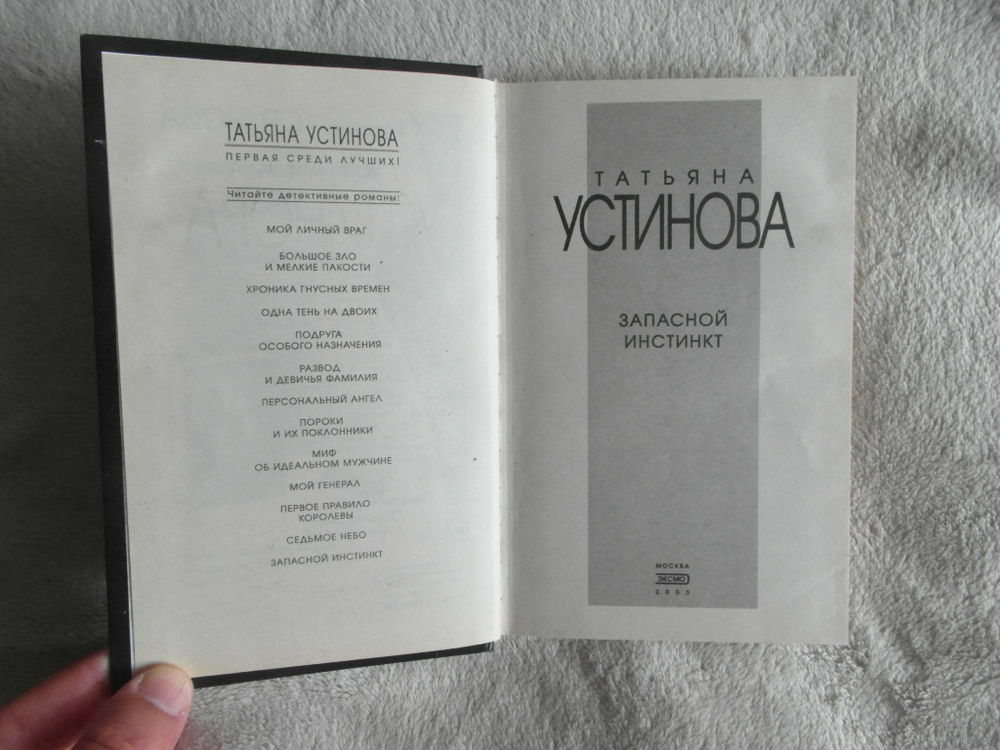 ТАТЬЯНА УСТИНОВА
ПЕРВАЯ СРЕДИ ЛУЧШИХ!
Читайте детективные романы:
МОЙ ЛИЧНЫЙ ВРАГ
БОЛЬШОЕ ЗЛО
И МЕЛКИЕ ПАКОСТИ
ХРОНИКА ГНУСНЫХ ВРЕМЕН
ОДНА ТЕНЬ НА ДВОИХ
ПОДРУГА
ОСОБОГО НАЗНАЧЕНИЯ
РАЗВОД
И ДЕВИЧЬЯ ФАМИЛИЯ
ПЕРСОНАЛЬНЫЙ АНГЕЛ
ПОРОКИ
И ИХ ПОКЛОННИКИ
МИФ
ОБ ИДЕАЛЬНОМ МУЖЧИНЕ
МОЙ ГЕНЕРАЛ
ПЕРВОЕ ПРАВИЛО
КОРОЛЕВЫ
СЕДЬМОЕ НЕБО
ЗАПАСНОЙ ИНСТИНКТ
ТАТЬЯНА
УСТИНОВА
ЗАПАСНОЙ
ИНСТИНКТ
МОСКВА
ЭКСМО